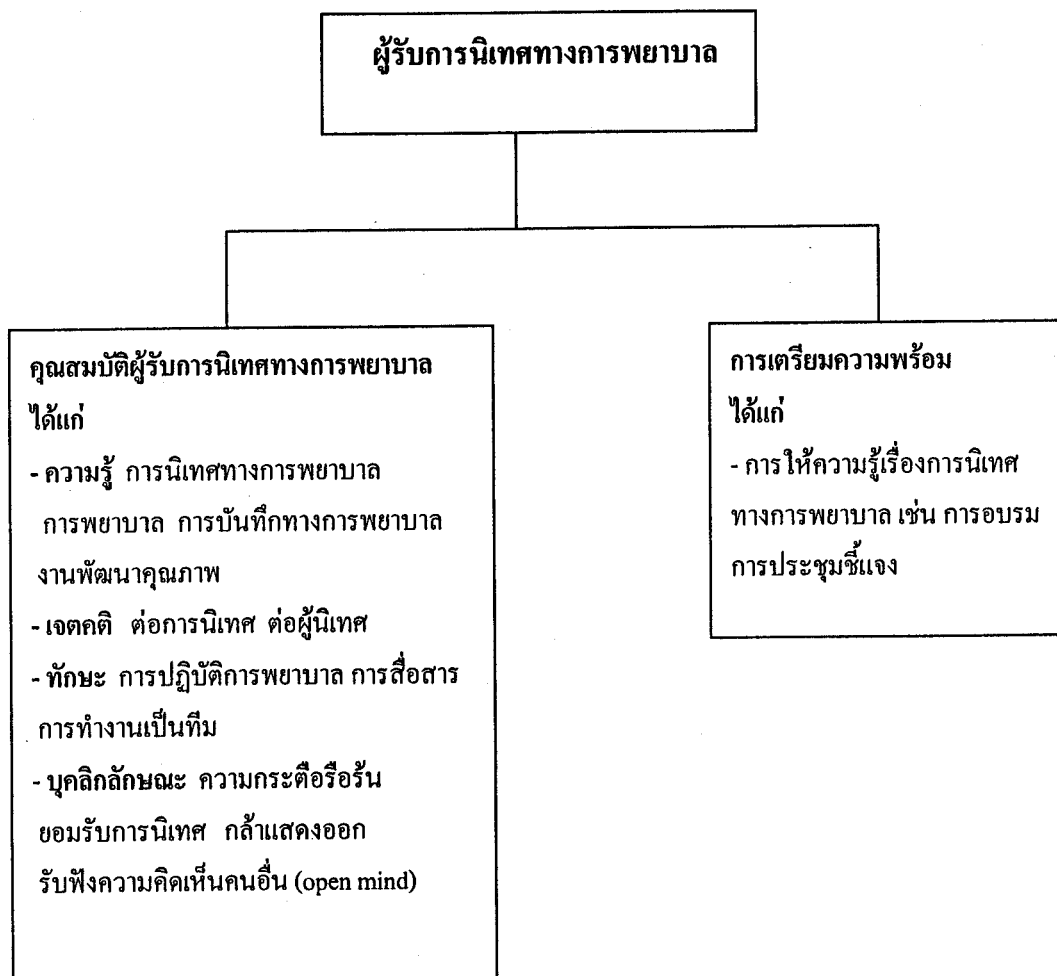 ผู้รับการนิเทศทางการพยาบาล
คุณสมบัติผู้รับการนิเทศทางการพยาบาล
ได้แก่
- ความรู้ การนิเทศทางการพยาบาล
การพยาบาล การบันทึกทางการพยาบาล
งานพัฒนาคุณภาพ
- เจตคติ ต่อการนิเทศ ต่อผู้นิเทศ
- ทักษะ การปฏิบัติการพยาบาล การสื่อสาร
การทำงานเป็นทีม
- บุคลิกลักษณะ ความกระตือรือร้น
ยอมรับการนิเทศ กล้าแสดงออก
รับฟังความคิดเห็นคนอื่น (open mind)
การเตรียมความพร้อม
ได้แก่
- การให้ความรู้เรื่องการนิเทศ
ทางการพยาบาล เช่น การอบรม
การประชุมชี้แจง